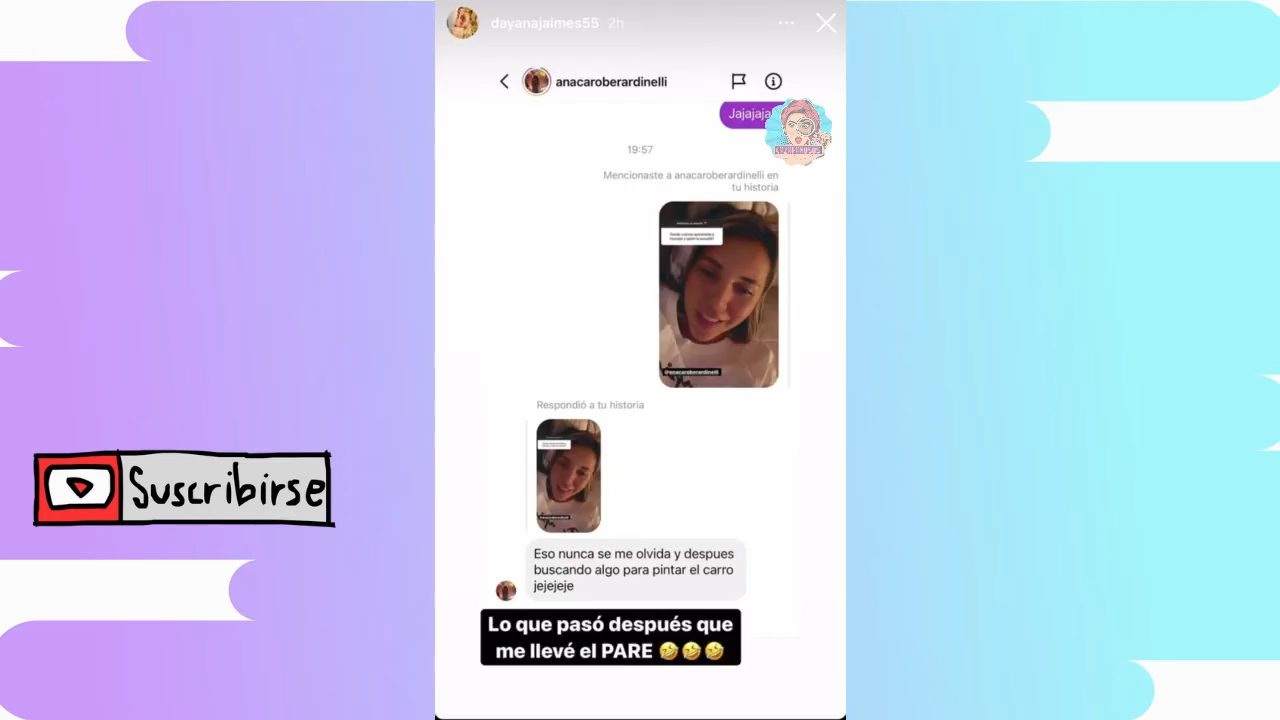 dayanajaimes55 2h
anacaroberardinelli
Jajajaja
19:57
Mencionaste a anacaroberardinelli en
tu historia
@anacaroberardinelli
Respondió a tu historia
Eso nunca se me olvida y despues
buscando algo para pintar el carro
jejejeje
Lo que pasó después que
me llevé el PARE 🤣🤣🤣
Suscribirse